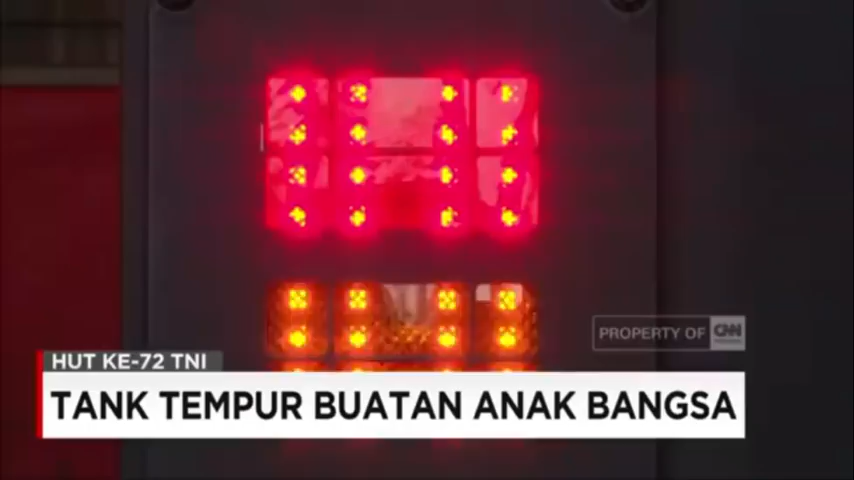 PROPERTY OF CNN
HUT KE-72 TNI
TANK TEMPUR BUATAN ANAK BANGSA